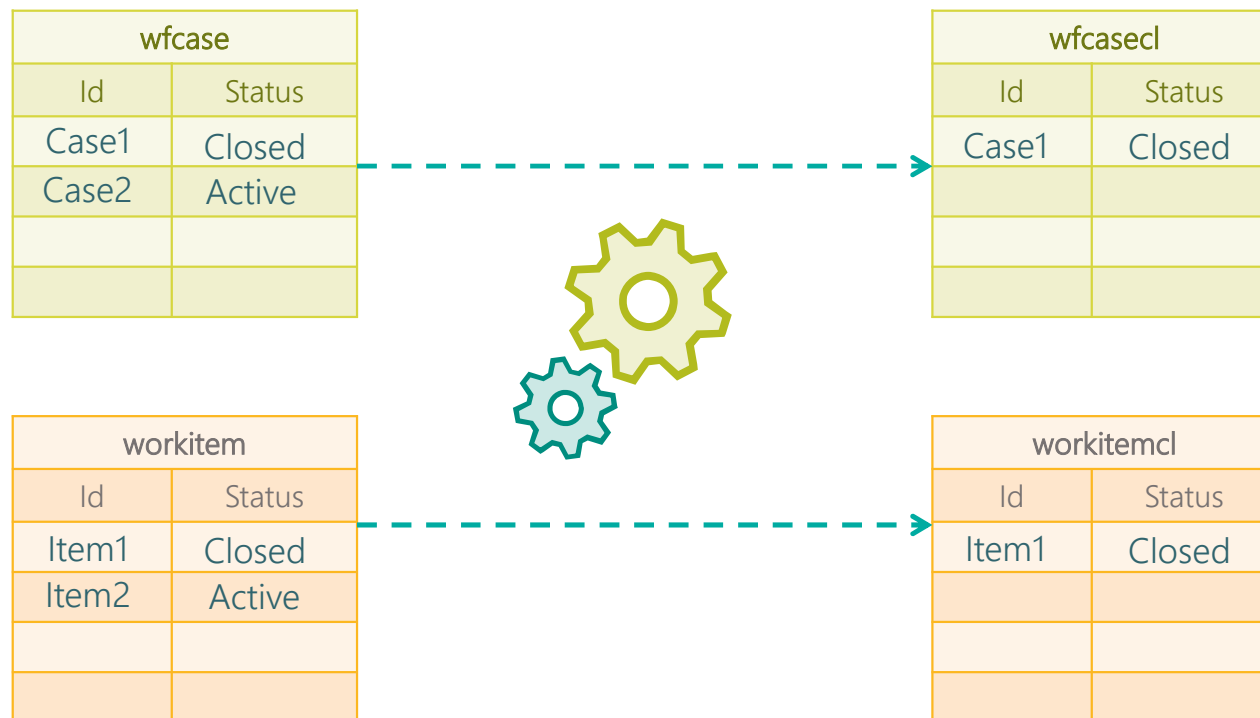 wfcase
Id Status
Case1 Closed
Case2 Active
wfcasecl
Id Status
Case1 Closed
workitem
Id Status
Item1 Closed
Item2 Active
workitemcl
Id Status
Item1 Closed